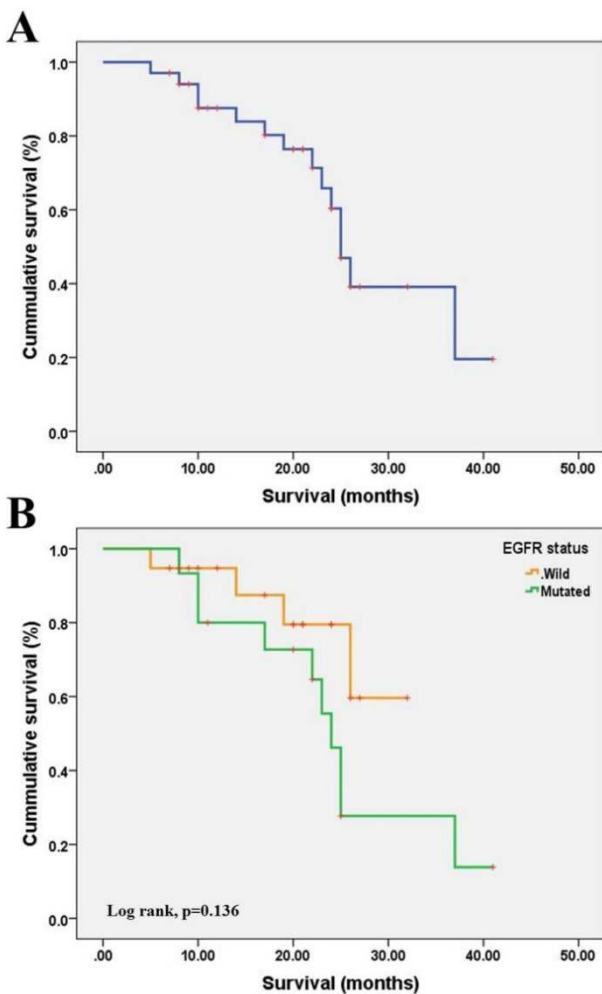 A
Cummulative survival (%)
1.0
0.8
0.6
0.4
0.2
0.0
.00 10.00 20.00 30.00 40.00 50.00
Survival (months)
B
Cummulative survival (%)
1.0
0.8
0.6
0.4
0.2
0.0
EGFR status
.Wild
Mutated
Log rank, p=0.136
.00 10.00 20.00 30.00 40.00 50.00
Survival (months)